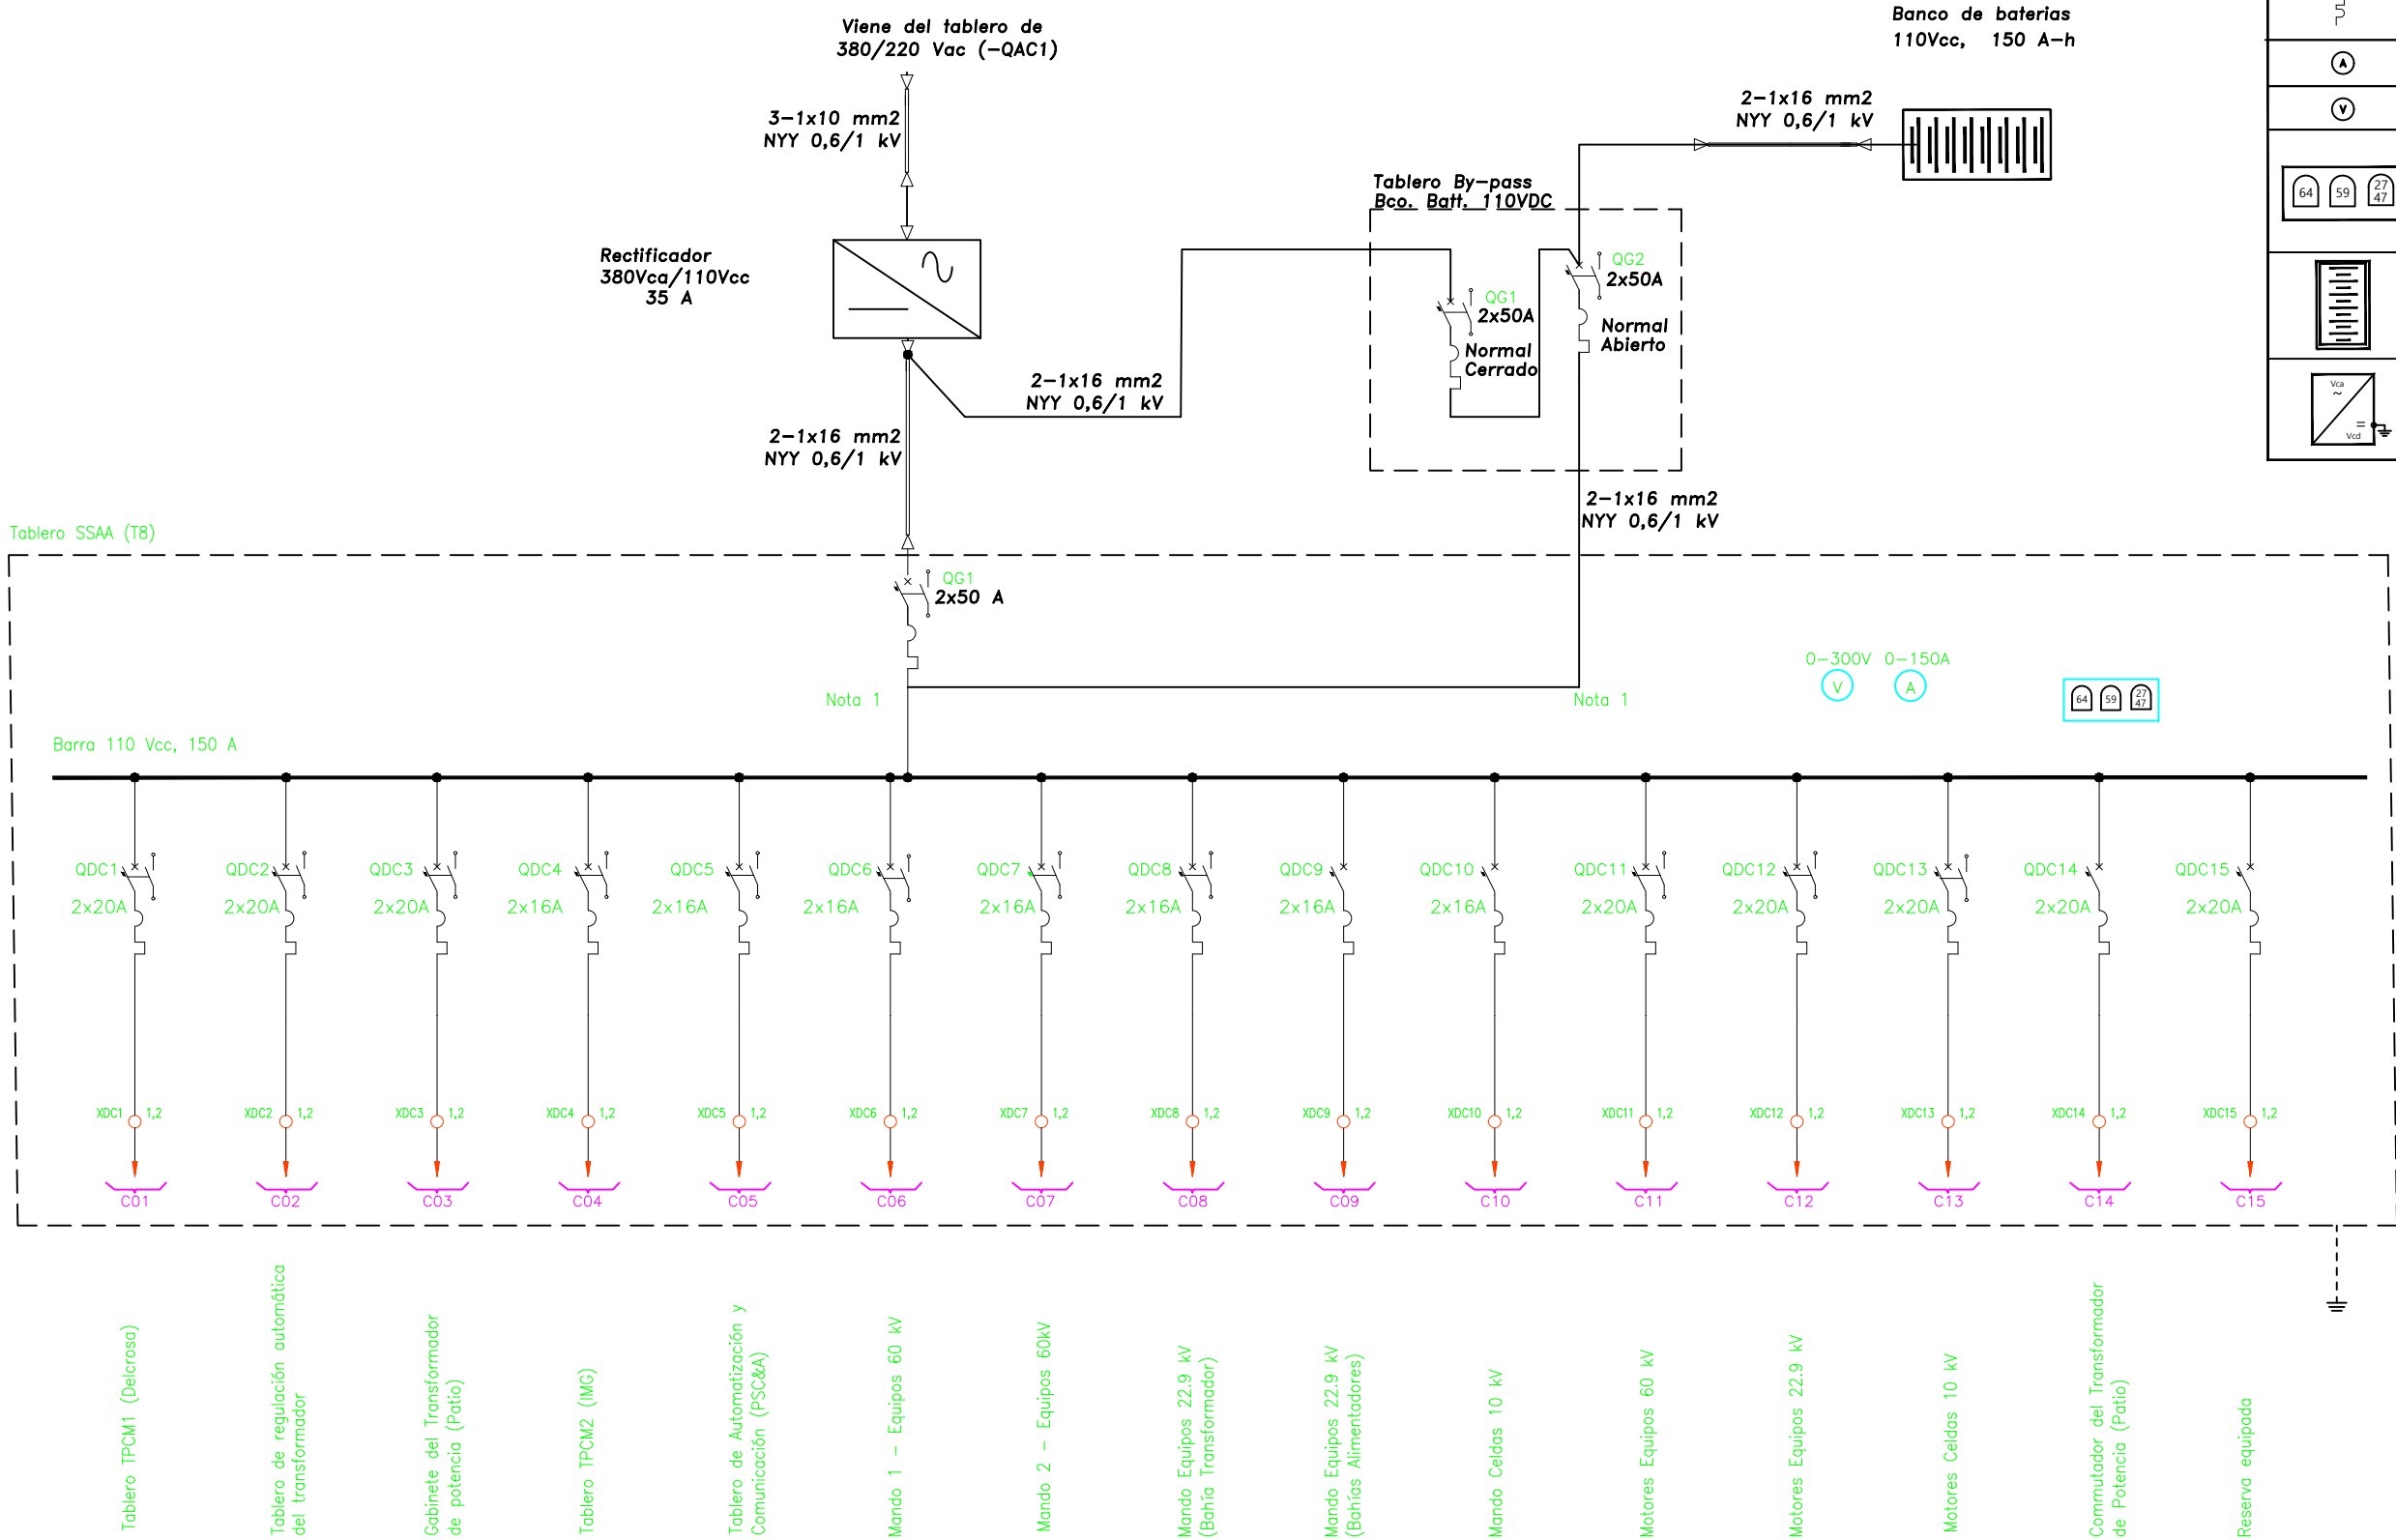 Viene del tablero de
380/220 Vac (-QAC1)
Banco de baterias
110Vcc, 150 A-h
3-1x10 mm2
NYY 0,6/1 kV
2-1x16 mm2
NYY 0,6/1 kV
A
V
64 59 27 47
Vca
~
=
Vcd
Tablero By-pass
Bco. Batt. 110VDC
Rectificador
380Vca/110Vcc
35 A
QG1
2x50A
Normal
Cerrado
QG2
2x50A
Normal
Abierto
2-1x16 mm2
NYY 0,6/1 kV
2-1x16 mm2
NYY 0,6/1 kV
2-1x16 mm2
NYY 0,6/1 kV
Tablero SSAA (T8)
QG1
2x50 A
Nota 1
Nota 1
0-300V 0-150A
V A
64 59 27 47
Barra 110 Vcc, 150 A
QDC1 QDC2 QDC3 QDC4 QDC5 QDC6 QDC7 QDC8 QDC9 QDC10 QDC11 QDC12 QDC13 QDC14 QDC15
2x20A 2x20A 2x20A 2x16A 2x16A 2x16A 2x16A 2x16A 2x16A 2x16A 2x20A 2x20A 2x20A 2x20A 2x20A
XDC1 1,2 XDC2 1,2 XDC3 1,2 XDC4 1,2 XDC5 1,2 XDC6 1,2 XDC7 1,2 XDC8 1,2 XDC9 1,2 XDC10 1,2 XDC11 1,2 XDC12 1,2 XDC13 1,2 XDC14 1,2 XDC15 1,2
C01 C02 C03 C04 C05 C06 C07 C08 C09 C10 C11 C12 C13 C14 C15
Tablero TPCM1 (Delcrosa)
Tablero de regulación automática
del transformador
Gabinete del Transformador
de potencia (Patio)
Tablero TPCM2 (IMG)
Tablero de Automatización y
Comunicación (PSC&A)
Mando 1 - Equipos 60 kV
Mando 2 - Equipos 60kV
Mando Equipos 22.9 kV
(Bahía Transformador)
Mando Equipos 22.9 kV
(Bahías Alimentadores)
Mando Celdas 10 kV
Motores Equipos 60 kV
Motores Equipos 22.9 kV
Motores Celdas 10 kV
Conmutador del Transformador
de Potencia (Patio)
Reserva equipada